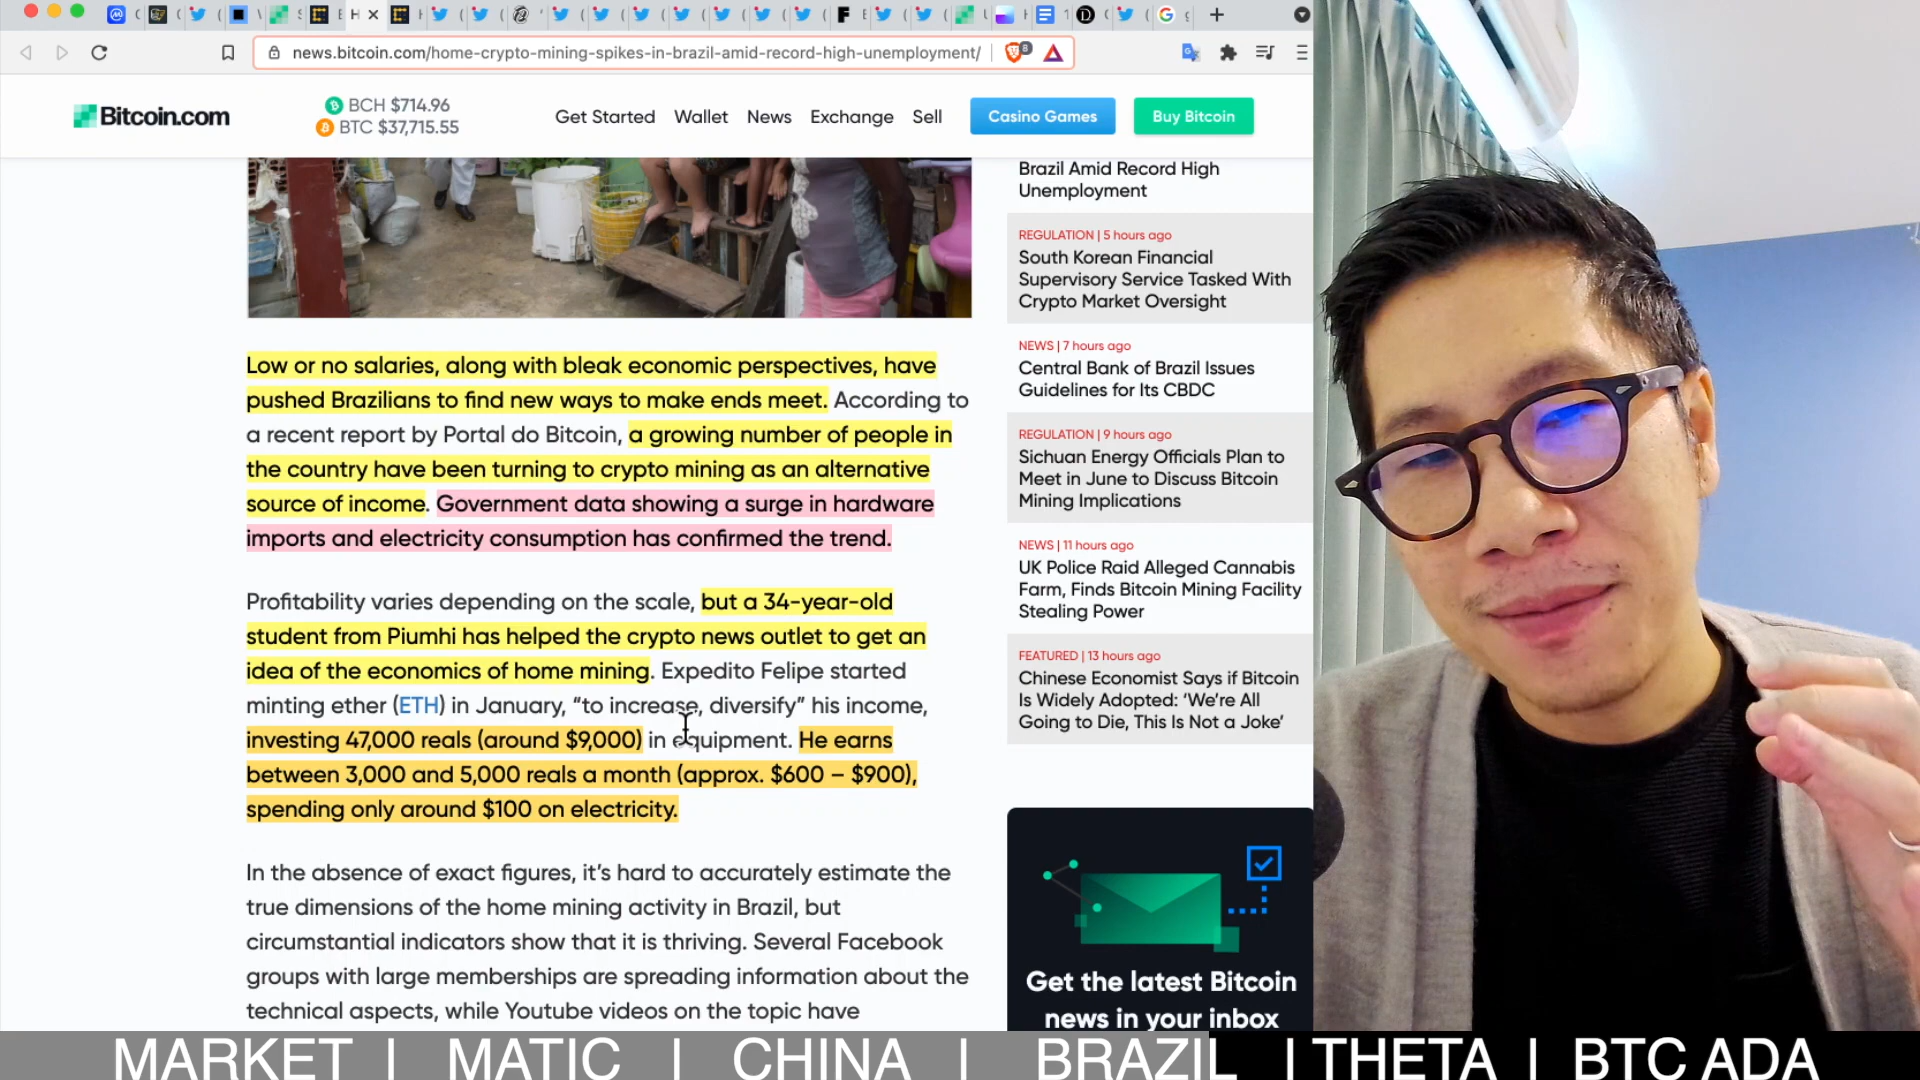 news.bitcoin.com/home-crypto-mining-spikes-in-brazil-amid-record-high-unemployment/
8
Bitcoin.com
BCH $714.96
BTC $37,715.55
Get Started Wallet News Exchange Sell
Casino Games
Buy Bitcoin
Low or no salaries, along with bleak economic perspectives, have
pushed Brazilians to find new ways to make ends meet. According to
a recent report by Portal do Bitcoin, a growing number of people in
the country have been turning to crypto mining as an alternative
source of income. Government data showing a surge in hardware
imports and electricity consumption has confirmed the trend.
Profitability varies depending on the scale, but a 34-year-old
student from Piumhi has helped the crypto news outlet to get an
idea of the economics of home mining. Expedito Felipe started
minting ether (ETH) in January, “to increase, diversify” his income,
investing 47,000 reals (around $9,000) in equipment. He earns
between 3,000 and 5,000 reals a month (approx. $600 – $900),
spending only around $100 on electricity.
In the absence of exact figures, it’s hard to accurately estimate the
true dimensions of the home mining activity in Brazil, but
circumstantial indicators show that it is thriving. Several Facebook
groups with large memberships are spreading information about the
technical aspects, while Youtube videos on the topic have
Brazil Amid Record High
Unemployment
REGULATION | 5 hours ago
South Korean Financial
Supervisory Service Tasked With
Crypto Market Oversight
NEWS | 7 hours ago
Central Bank of Brazil Issues
Guidelines for Its CBDC
REGULATION | 9 hours ago
Sichuan Energy Officials Plan to
Meet in June to Discuss Bitcoin
Mining Implications
NEWS | 11 hours ago
UK Police Raid Alleged Cannabis
Farm, Finds Bitcoin Mining Facility
Stealing Power
FEATURED | 13 hours ago
Chinese Economist Says if Bitcoin
Is Widely Adopted: ‘We’re All
Going to Die, This Is Not a Joke’
Get the latest Bitcoin
news in your inbox
MARKET | MATIC | CHINA | BRAZIL | THETA | BTC ADA